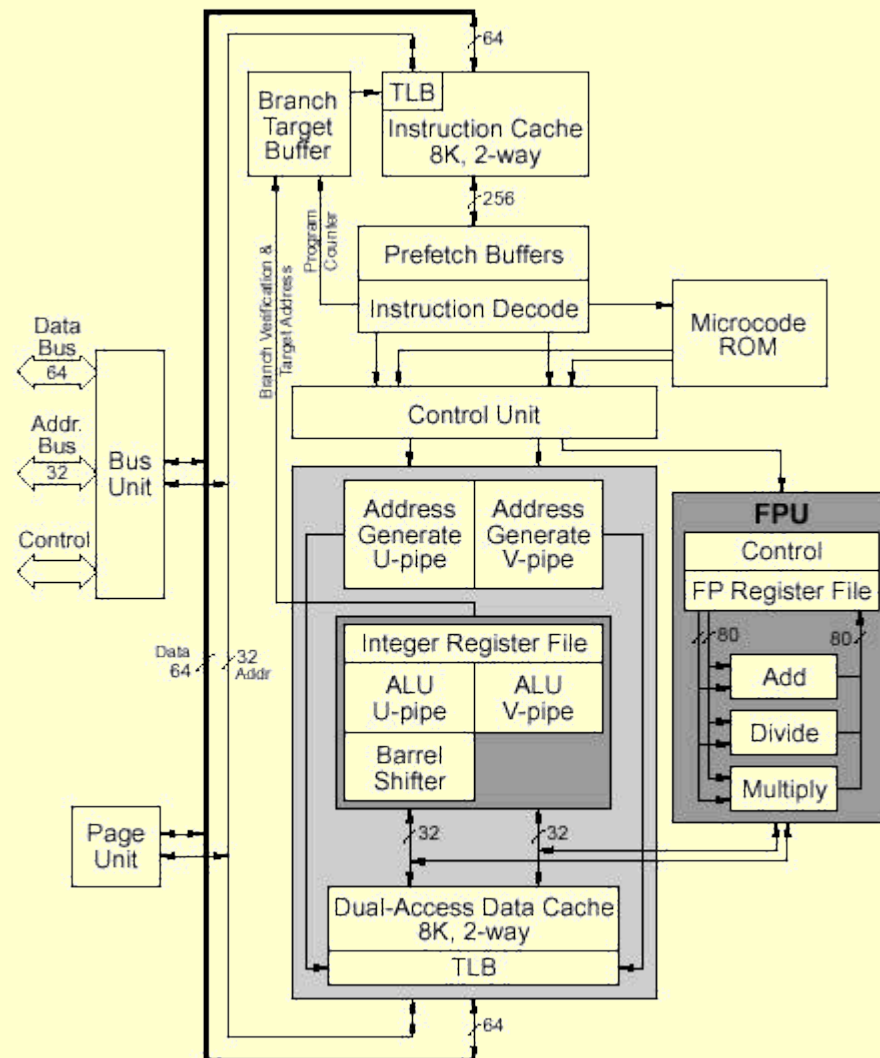 64
TLB
Instruction Cache
8K, 2-way
Branch
Target
Buffer
256
Branch Verification &
Target Address
Program
Counter
Prefetch Buffers
Instruction Decode
Microcode
ROM
Control Unit
Data
Bus
64
Addr.
Bus
32
Control
Bus
Unit
Address
Generate
U-pipe
Address
Generate
V-pipe
FPU
Control
FP Register File
80
80
Add
Divide
Multiply
Integer Register File
ALU
U-pipe
ALU
V-pipe
Barrel
Shifter
Data
64
32
Addr
32
32
Page
Unit
Dual-Access Data Cache
8K, 2-way
TLB
64